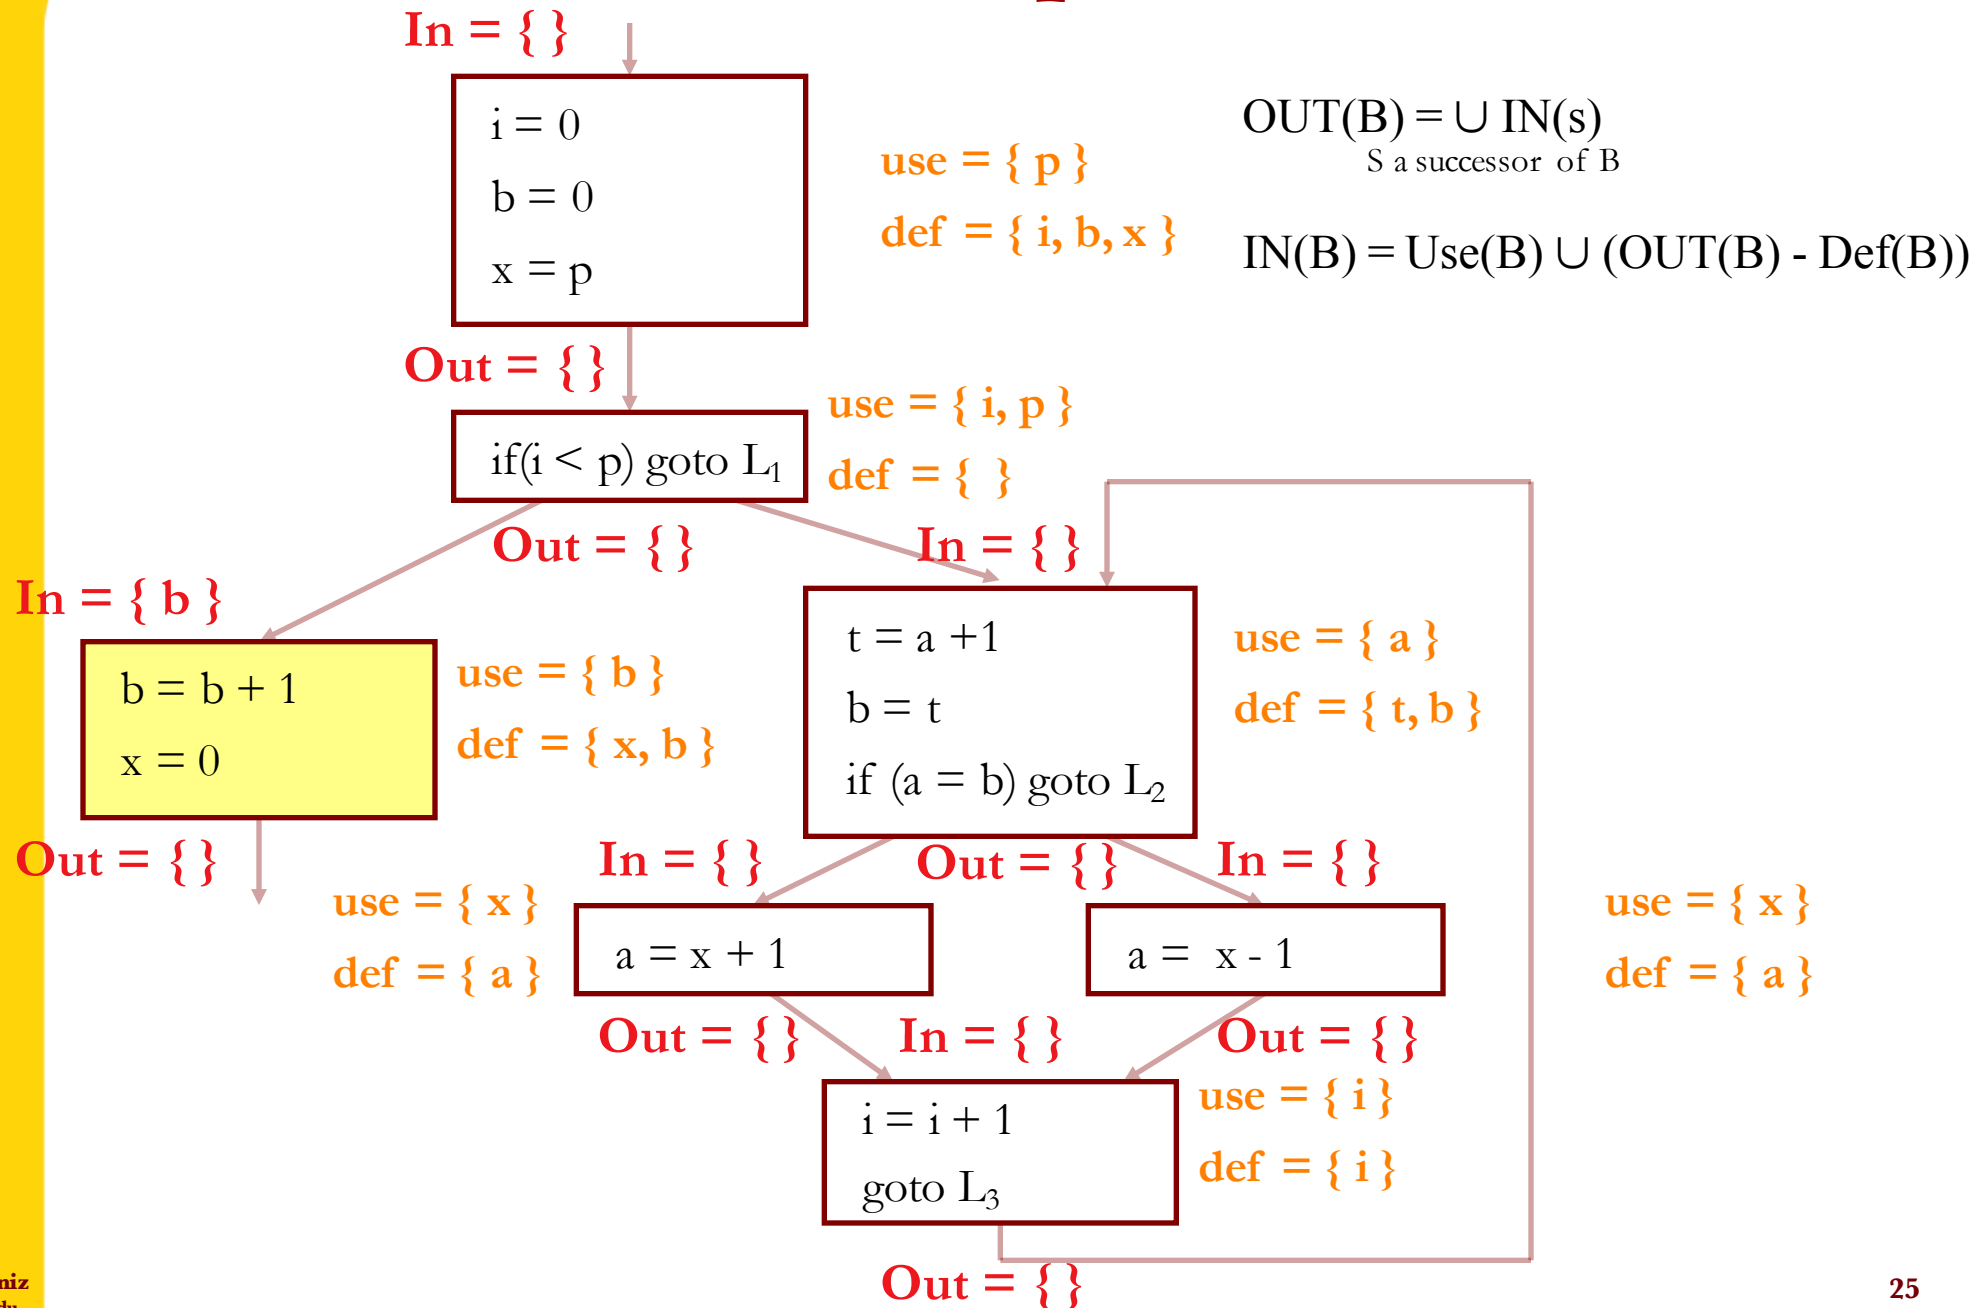 In = { }
i = 0
b = 0
x = p
use = { p }
def = { i, b, x }
OUT(B) = ∪ IN(s)
S a successor of B
IN(B) = Use(B) ∪ (OUT(B) - Def(B))
Out = { }
if(i < p) goto L₁
use = { i, p }
def = { }
Out = { }
In = { }
In = { b }
b = b + 1
x = 0
use = { b }
def = { x, b }
Out = { }
t = a +1
b = t
if (a = b) goto L₂
use = { a }
def = { t, b }
In = { }
Out = { }
In = { }
use = { x }
def = { a }
a = x + 1
a = x - 1
use = { x }
def = { a }
Out = { }
In = { }
Out = { }
i = i + 1
goto L₃
use = { i }
def = { i }
Out = { }
25